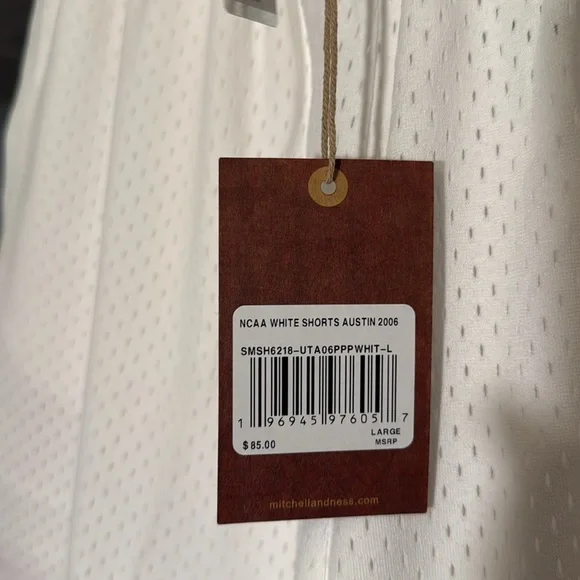 NCAA WHITE SHORTS AUSTIN 2006
SMSH6218-UTA06PPPWHIT-L
1 96945 97605 7
LARGE
$85.00 MSRP
mitchellandness.com